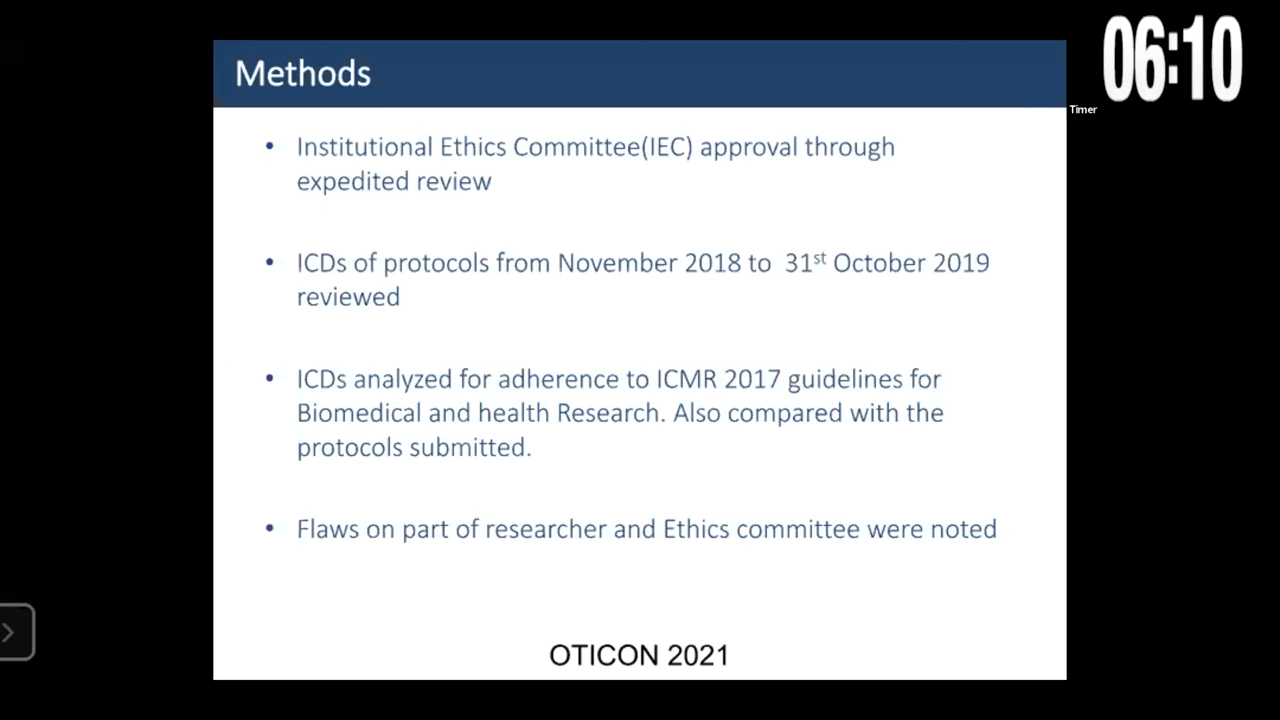 Methods
06:10
Timer
• Institutional Ethics Committee(IEC) approval through
expedited review
• ICDs of protocols from November 2018 to 31st October 2019
reviewed
• ICDs analyzed for adherence to ICMR 2017 guidelines for
Biomedical and health Research. Also compared with the
protocols submitted.
• Flaws on part of researcher and Ethics committee were noted
OTICON 2021